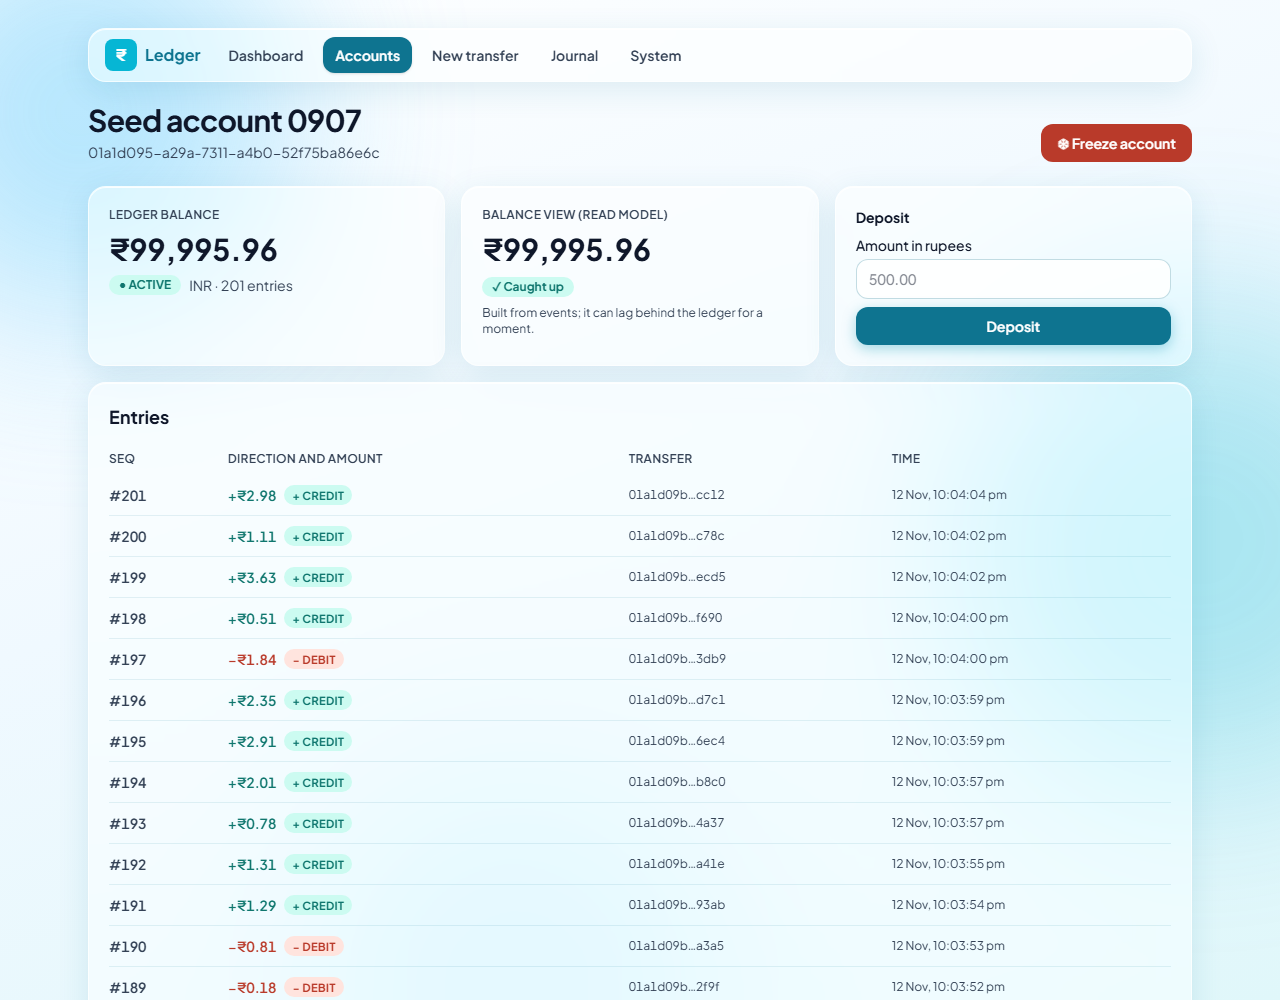 ₹ Ledger Dashboard Accounts New transfer Journal System
Seed account 0907
01a1d095-a29a-7311-a4b0-52f75ba86e6c
❄ Freeze account
LEDGER BALANCE
₹99,995.96
● ACTIVE INR · 201 entries
BALANCE VIEW (READ MODEL)
₹99,995.96
✓ Caught up
Built from events; it can lag behind the ledger for a
moment.
Deposit
Amount in rupees
500.00
Deposit
Entries
SEQ DIRECTION AND AMOUNT TRANSFER TIME
#201 +₹2.98 + CREDIT 01a1d09b…cc12 12 Nov, 10:04:04 pm
#200 +₹1.11 + CREDIT 01a1d09b…c78c 12 Nov, 10:04:02 pm
#199 +₹3.63 + CREDIT 01a1d09b…ecd5 12 Nov, 10:04:02 pm
#198 +₹0.51 + CREDIT 01a1d09b…f690 12 Nov, 10:04:00 pm
#197 −₹1.84 − DEBIT 01a1d09b…3db9 12 Nov, 10:04:00 pm
#196 +₹2.35 + CREDIT 01a1d09b…d7c1 12 Nov, 10:03:59 pm
#195 +₹2.91 + CREDIT 01a1d09b…6ec4 12 Nov, 10:03:59 pm
#194 +₹2.01 + CREDIT 01a1d09b…b8c0 12 Nov, 10:03:57 pm
#193 +₹0.78 + CREDIT 01a1d09b…4a37 12 Nov, 10:03:57 pm
#192 +₹1.31 + CREDIT 01a1d09b…a41e 12 Nov, 10:03:55 pm
#191 +₹1.29 + CREDIT 01a1d09b…93ab 12 Nov, 10:03:54 pm
#190 −₹0.81 − DEBIT 01a1d09b…a3a5 12 Nov, 10:03:53 pm
#189 −₹0.18 − DEBIT 01a1d09b…2f9f 12 Nov, 10:03:52 pm